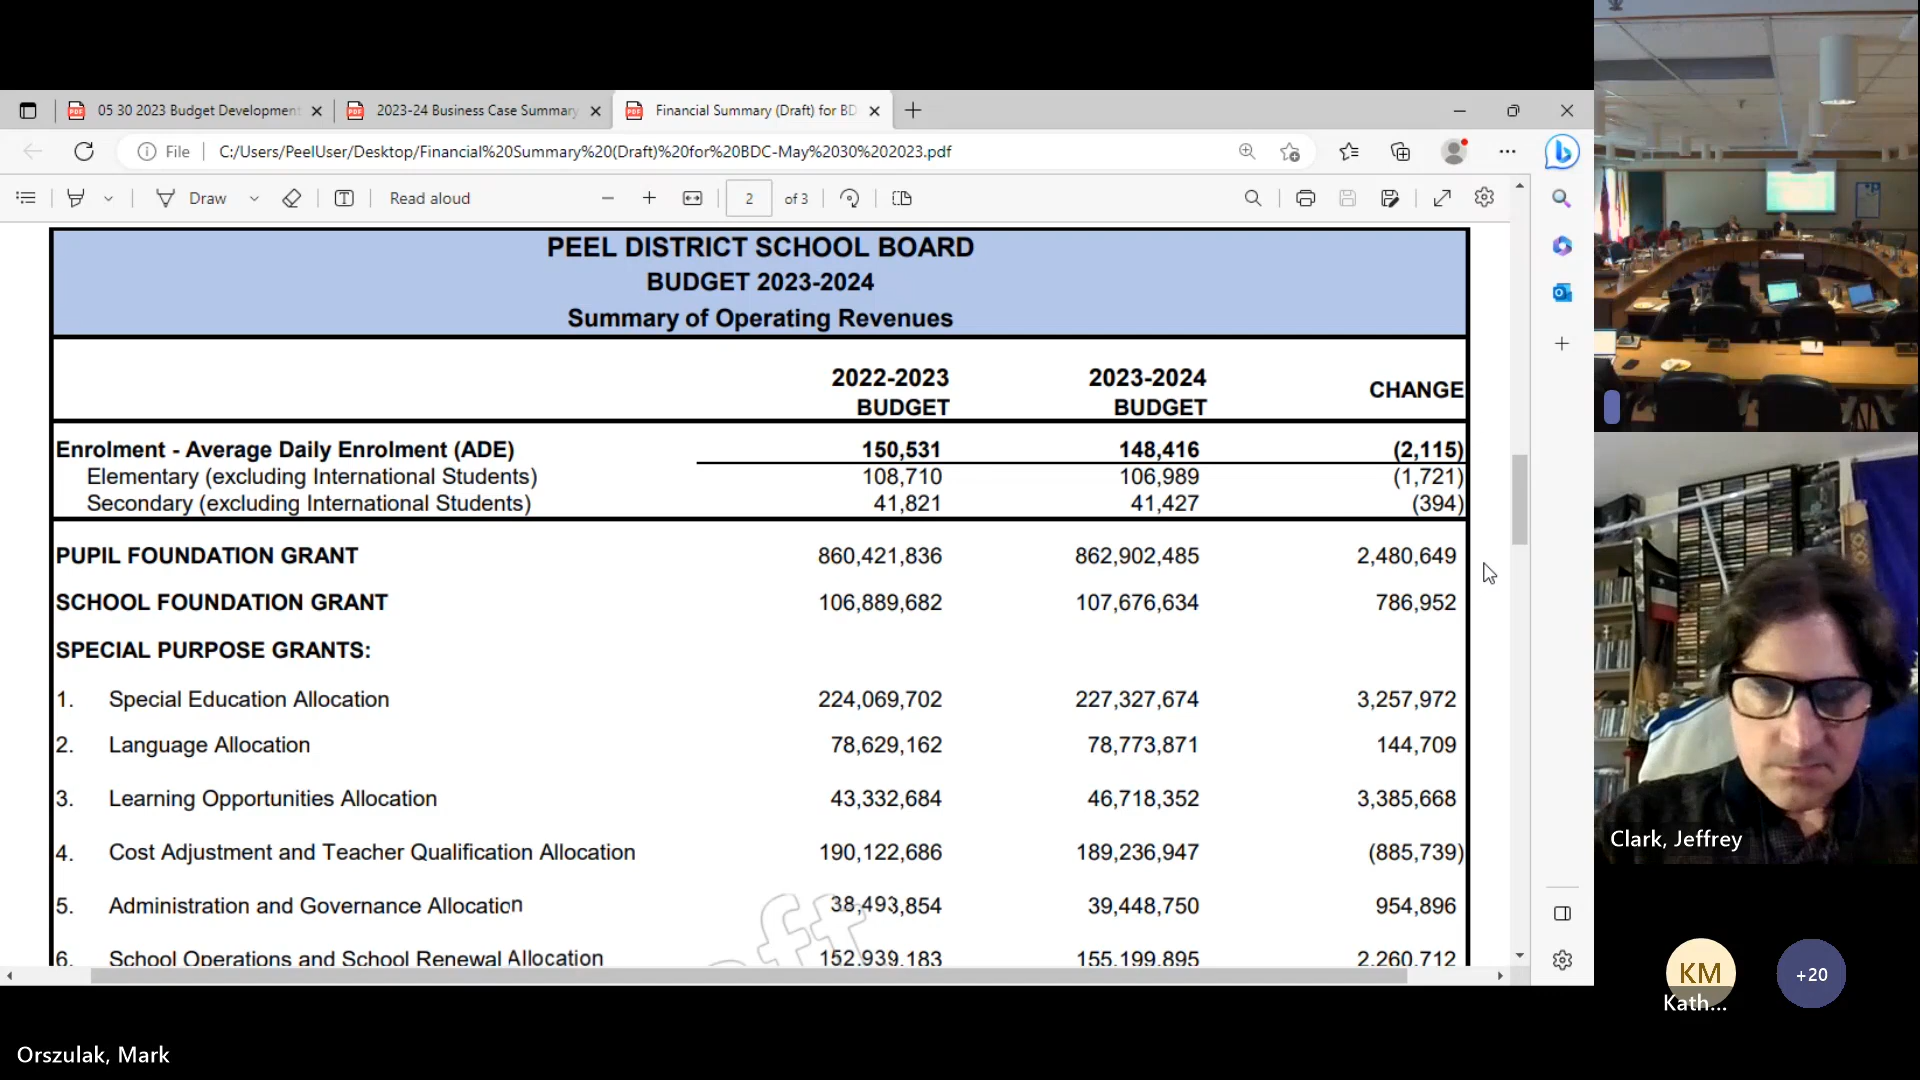 05 30 2023 Budget Development
2023-24 Business Case Summary
Financial Summary (Draft) for BD
File
C:/Users/PeelUser/Desktop/Financial%20Summary%20(Draft)%20for%20BDC-May%2030%202023.pdf
Draw
Read aloud
2 of 3
PEEL DISTRICT SCHOOL BOARD
BUDGET 2023-2024
Summary of Operating Revenues
2022-2023 BUDGET 2023-2024 BUDGET CHANGE
Enrolment - Average Daily Enrolment (ADE) 150,531 148,416 (2,115)
Elementary (excluding International Students) 108,710 106,989 (1,721)
Secondary (excluding International Students) 41,821 41,427 (394)
PUPIL FOUNDATION GRANT 860,421,836 862,902,485 2,480,649
SCHOOL FOUNDATION GRANT 106,889,682 107,676,634 786,952
SPECIAL PURPOSE GRANTS:
1. Special Education Allocation 224,069,702 227,327,674 3,257,972
2. Language Allocation 78,629,162 78,773,871 144,709
3. Learning Opportunities Allocation 43,332,684 46,718,352 3,385,668
4. Cost Adjustment and Teacher Qualification Allocation 190,122,686 189,236,947 (885,739)
5. Administration and Governance Allocation 38,493,854 39,448,750 954,896
6. School Operations and School Renewal Allocation 152,939,183 155,199,895 2,260,712
Clark, Jeffrey
KM
Kath...
+20
Orszulak, Mark